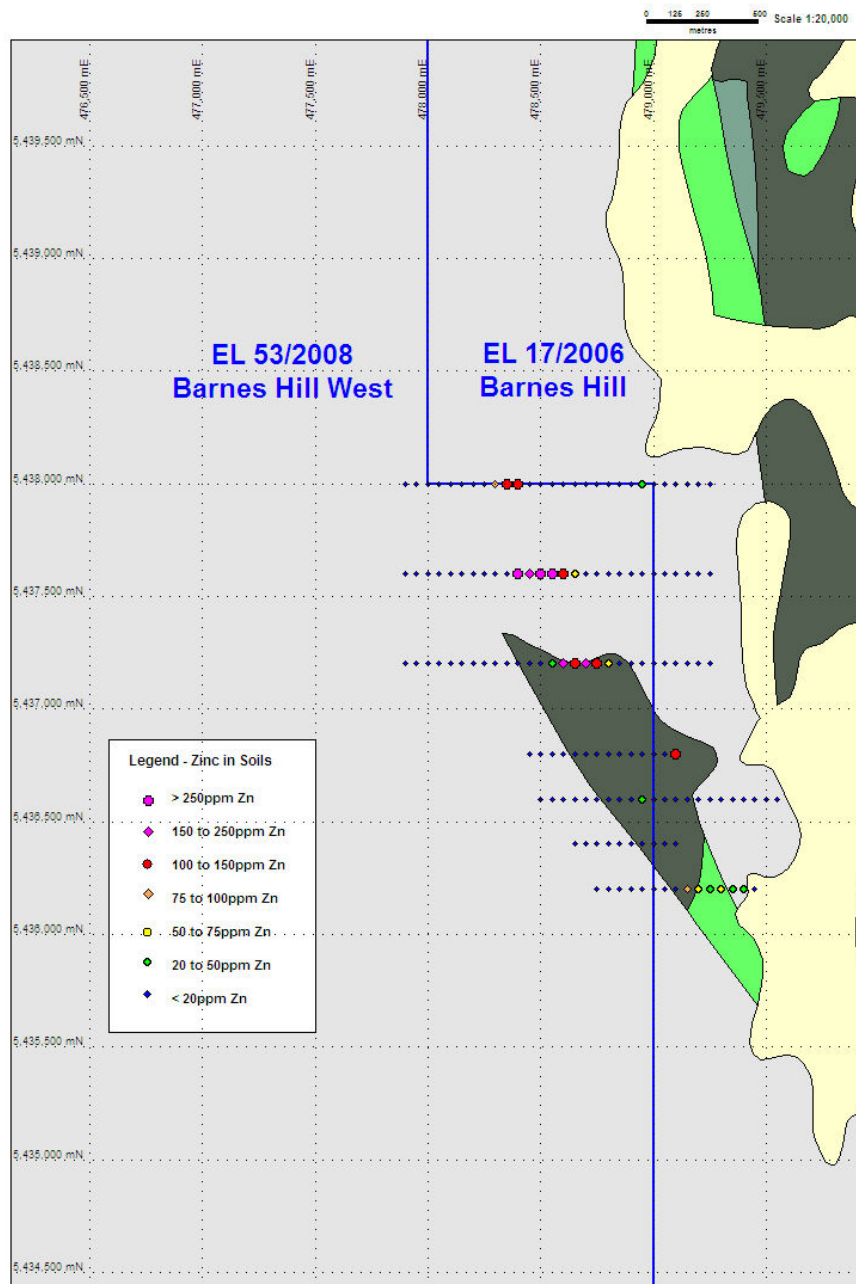 0 125 250 500 Scale 1:20,000
metres
476,500 mE
477,000 mE
477,500 mE
478,000 mE
478,500 mE
479,000 mE
479,500 mE
5,439,500 mN
5,439,000 mN
5,438,500 mN
5,438,000 mN
5,437,500 mN
5,437,000 mN
5,436,500 mN
5,436,000 mN
5,435,500 mN
5,435,000 mN
5,434,500 mN
EL 53/2008
Barnes Hill West
EL 17/2006
Barnes Hill
Legend - Zinc in Soils
> 250ppm Zn
150 to 250ppm Zn
100 to 150ppm Zn
75 to 100ppm Zn
50 to 75ppm Zn
20 to 50ppm Zn
< 20ppm Zn